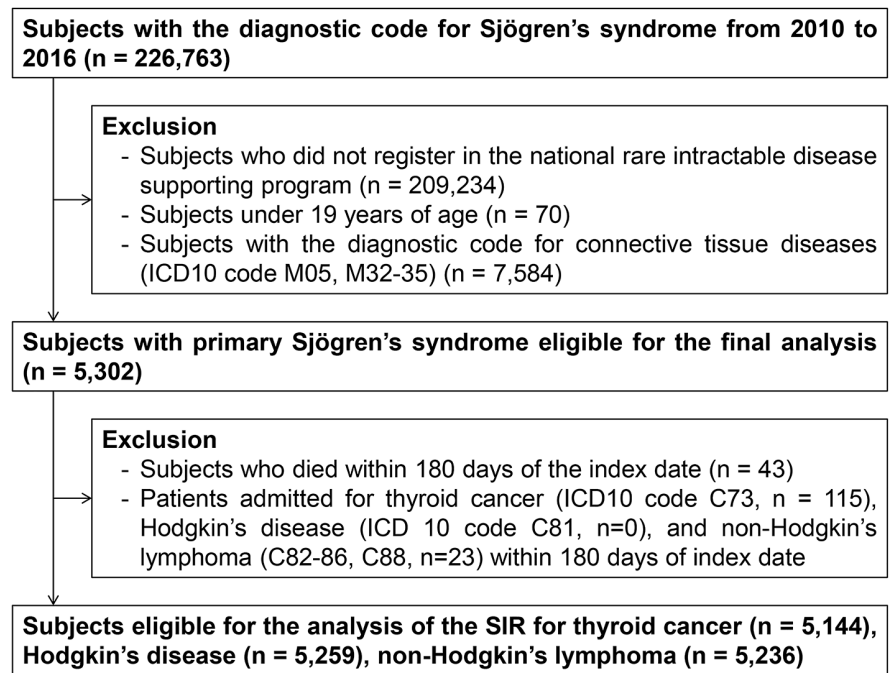 Subjects with the diagnostic code for Sjögren's syndrome from 2010 to
2016 (n = 226,763)
Exclusion
- Subjects who did not register in the national rare intractable disease
supporting program (n = 209,234)
- Subjects under 19 years of age (n = 70)
- Subjects with the diagnostic code for connective tissue diseases
(ICD10 code M05, M32-35) (n = 7,584)
Subjects with primary Sjögren's syndrome eligible for the final analysis
(n = 5,302)
Exclusion
- Subjects who died within 180 days of the index date (n = 43)
- Patients admitted for thyroid cancer (ICD10 code C73, n = 115),
Hodgkin's disease (ICD 10 code C81, n=0), and non-Hodgkin's
lymphoma (C82-86, C88, n=23) within 180 days of index date
Subjects eligible for the analysis of the SIR for thyroid cancer (n = 5,144),
Hodgkin's disease (n = 5,259), non-Hodgkin's lymphoma (n = 5,236)